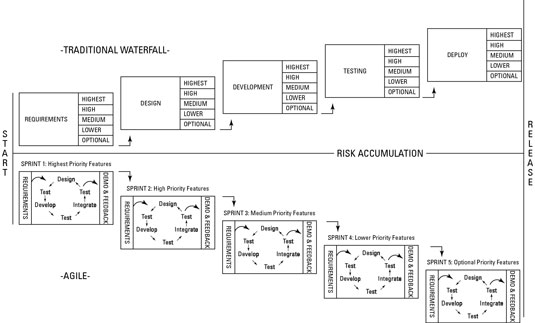 -TRADITIONAL WATERFALL-
REQUIREMENTS
HIGHEST
HIGH
MEDIUM
LOWER
OPTIONAL
DESIGN
HIGHEST
HIGH
MEDIUM
LOWER
OPTIONAL
DEVELOPMENT
HIGHEST
HIGH
MEDIUM
LOWER
OPTIONAL
TESTING
HIGHEST
HIGH
MEDIUM
LOWER
OPTIONAL
DEPLOY
HIGHEST
HIGH
MEDIUM
LOWER
OPTIONAL
START
RISK ACCUMULATION
RELEASE
SPRINT 1: Highest Priority Features
REQUIREMENTS
Design
Test
Test
Develop
Integrate
Test
DEMO & FEEDBACK
SPRINT 2: High Priority Features
REQUIREMENTS
Design
Test
Test
Develop
Integrate
Test
DEMO & FEEDBACK
SPRINT 3: Medium Priority Features
REQUIREMENTS
Design
Test
Test
Develop
Integrate
Test
DEMO & FEEDBACK
SPRINT 4: Lower Priority Features
REQUIREMENTS
Design
Test
Test
Develop
Integrate
Test
DEMO & FEEDBACK
SPRINT 5: Optional Priority Features
REQUIREMENTS
Design
Test
Test
Develop
Integrate
Test
DEMO & FEEDBACK
-AGILE-